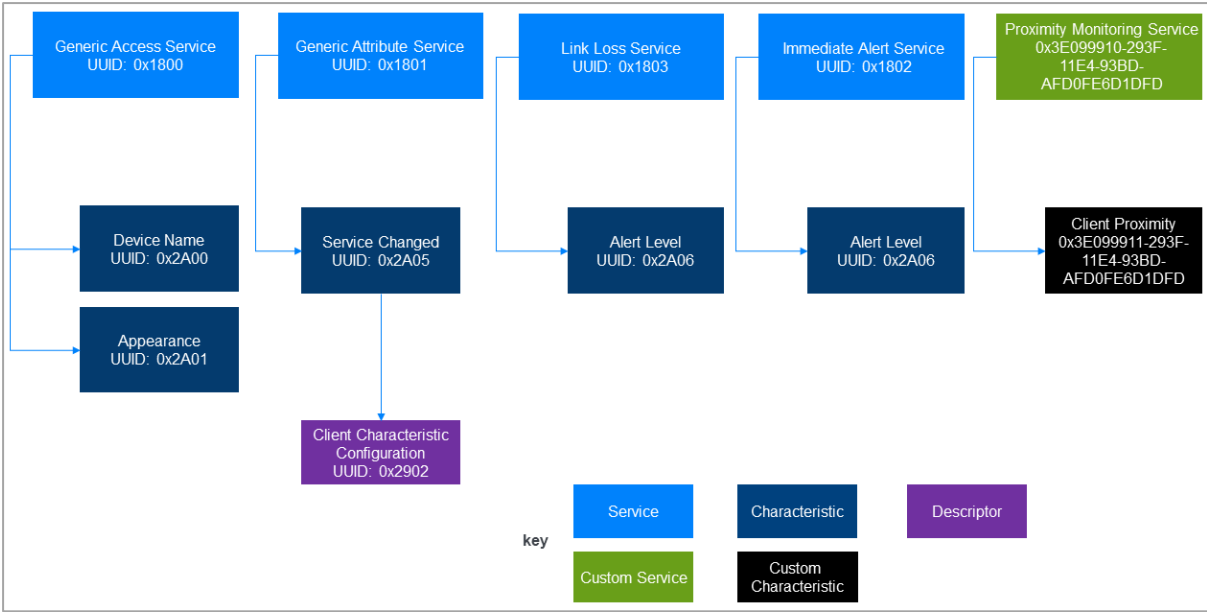 Generic Access Service
UUID: 0x1800
Generic Attribute Service
UUID: 0x1801
Link Loss Service
UUID: 0x1803
Immediate Alert Service
UUID: 0x1802
Proximity Monitoring Service
0x3E099910-293F-
11E4-93BD-
AFD0FE6D1DFD
Device Name
UUID: 0x2A00
Service Changed
UUID: 0x2A05
Alert Level
UUID: 0x2A06
Alert Level
UUID: 0x2A06
Client Proximity
0x3E099911-293F-
11E4-93BD-
AFD0FE6D1DFD
Appearance
UUID: 0x2A01
Client Characteristic
Configuration
UUID: 0x2902
key
Service
Characteristic
Descriptor
Custom Service
Custom
Characteristic